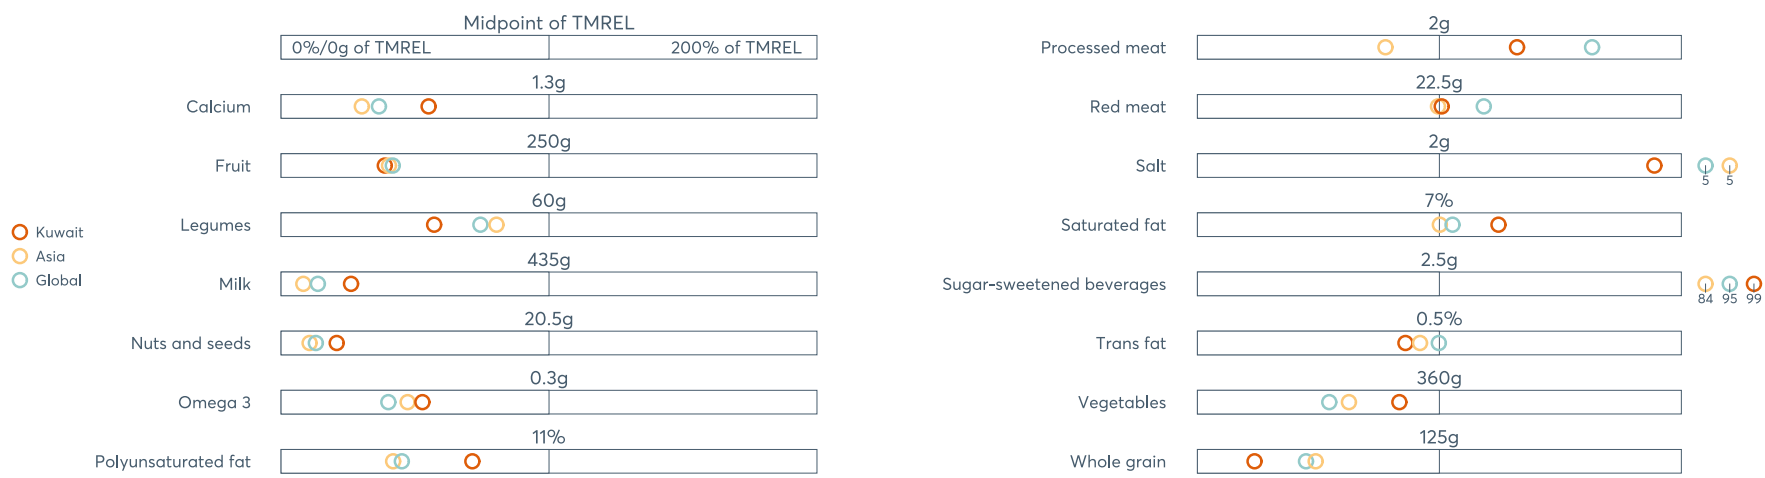 Midpoint of TMREL
0%/0g of TMREL 200% of TMREL
1.3g
Calcium
250g
Fruit
60g
Legumes
435g
Milk
20.5g
Nuts and seeds
0.3g
Omega 3
11%
Polyunsaturated fat
Kuwait
Asia
Global
2g
Processed meat
22.5g
Red meat
2g
Salt
5 5
7%
Saturated fat
2.5g
Sugar-sweetened beverages
84 95 99
0.5%
Trans fat
360g
Vegetables
125g
Whole grain